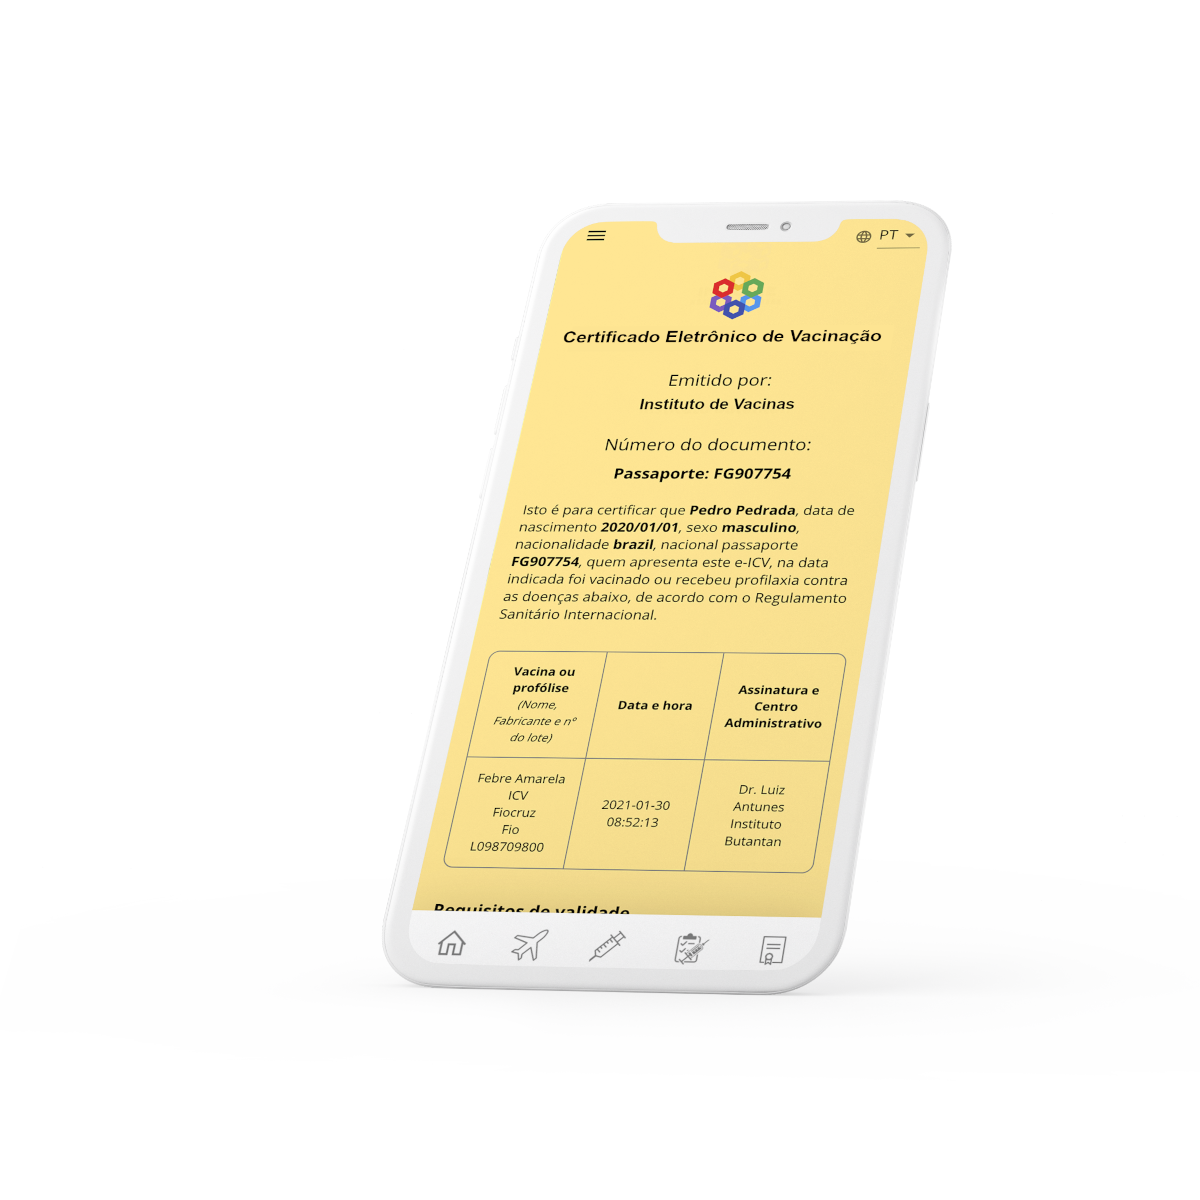 PT
Certificado Eletrônico de Vacinação
Emitido por:
Instituto de Vacinas
Número do documento:
Passaporte: FG907754
Isto é para certificar que Pedro Pedrada, data de
nascimento 2020/01/01, sexo masculino,
nacionalidade brazil, nacional passaporte
FG907754, quem apresenta este e-ICV, na data
indicada foi vacinado ou recebeu profilaxia contra
as doenças abaixo, de acordo com o Regulamento
Sanitário Internacional.
Vacina ou
profólise
(Nome,
Fabricante e nº
do lote)
Data e hora
Assinatura e
Centro
Administrativo
Febre Amarela
ICV
Fiocruz
Fio
L098709800
2021-01-30
08:52:13
Dr. Luiz
Antunes
Instituto
Butantan
Requisitos de validade